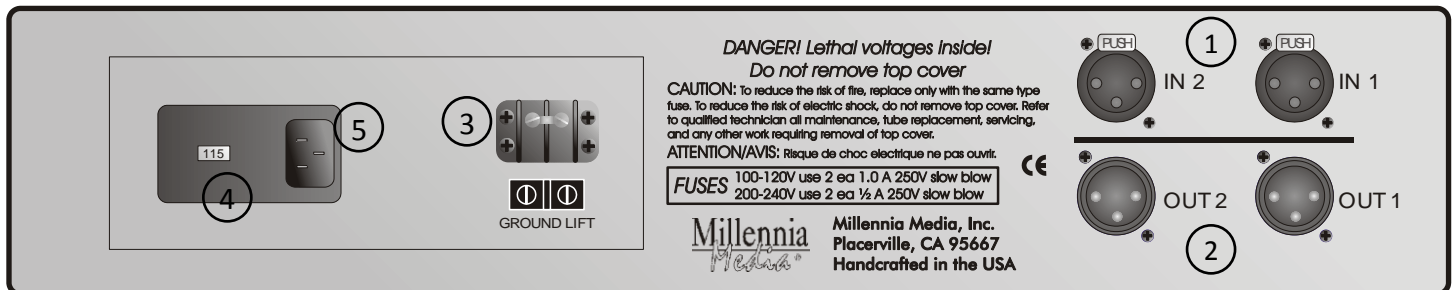 115
5
4
3
GROUND LIFT
DANGER! Lethal voltages Inside!
Do not remove top cover
CAUTION: To reduce the risk of fire, replace only with the same type
fuse. To reduce the risk of electric shock, do not remove top cover. Refer
to qualified technician all maintenance, tube replacement, servicing,
and any other work requiring removal of top cover.
ATTENTION/AVIS: Risque de choc electrique ne pas ouvrir.
CE
FUSES
100-120V use 2 ea 1.0 A 250V slow blow
200-240V use 2 ea ½ A 250V slow blow
Millennia
Media®
Millennia Media, Inc.
Placerville, CA 95667
Handcrafted in the USA
PUSH
1
PUSH
IN 2
IN 1
OUT 2
OUT 1
2